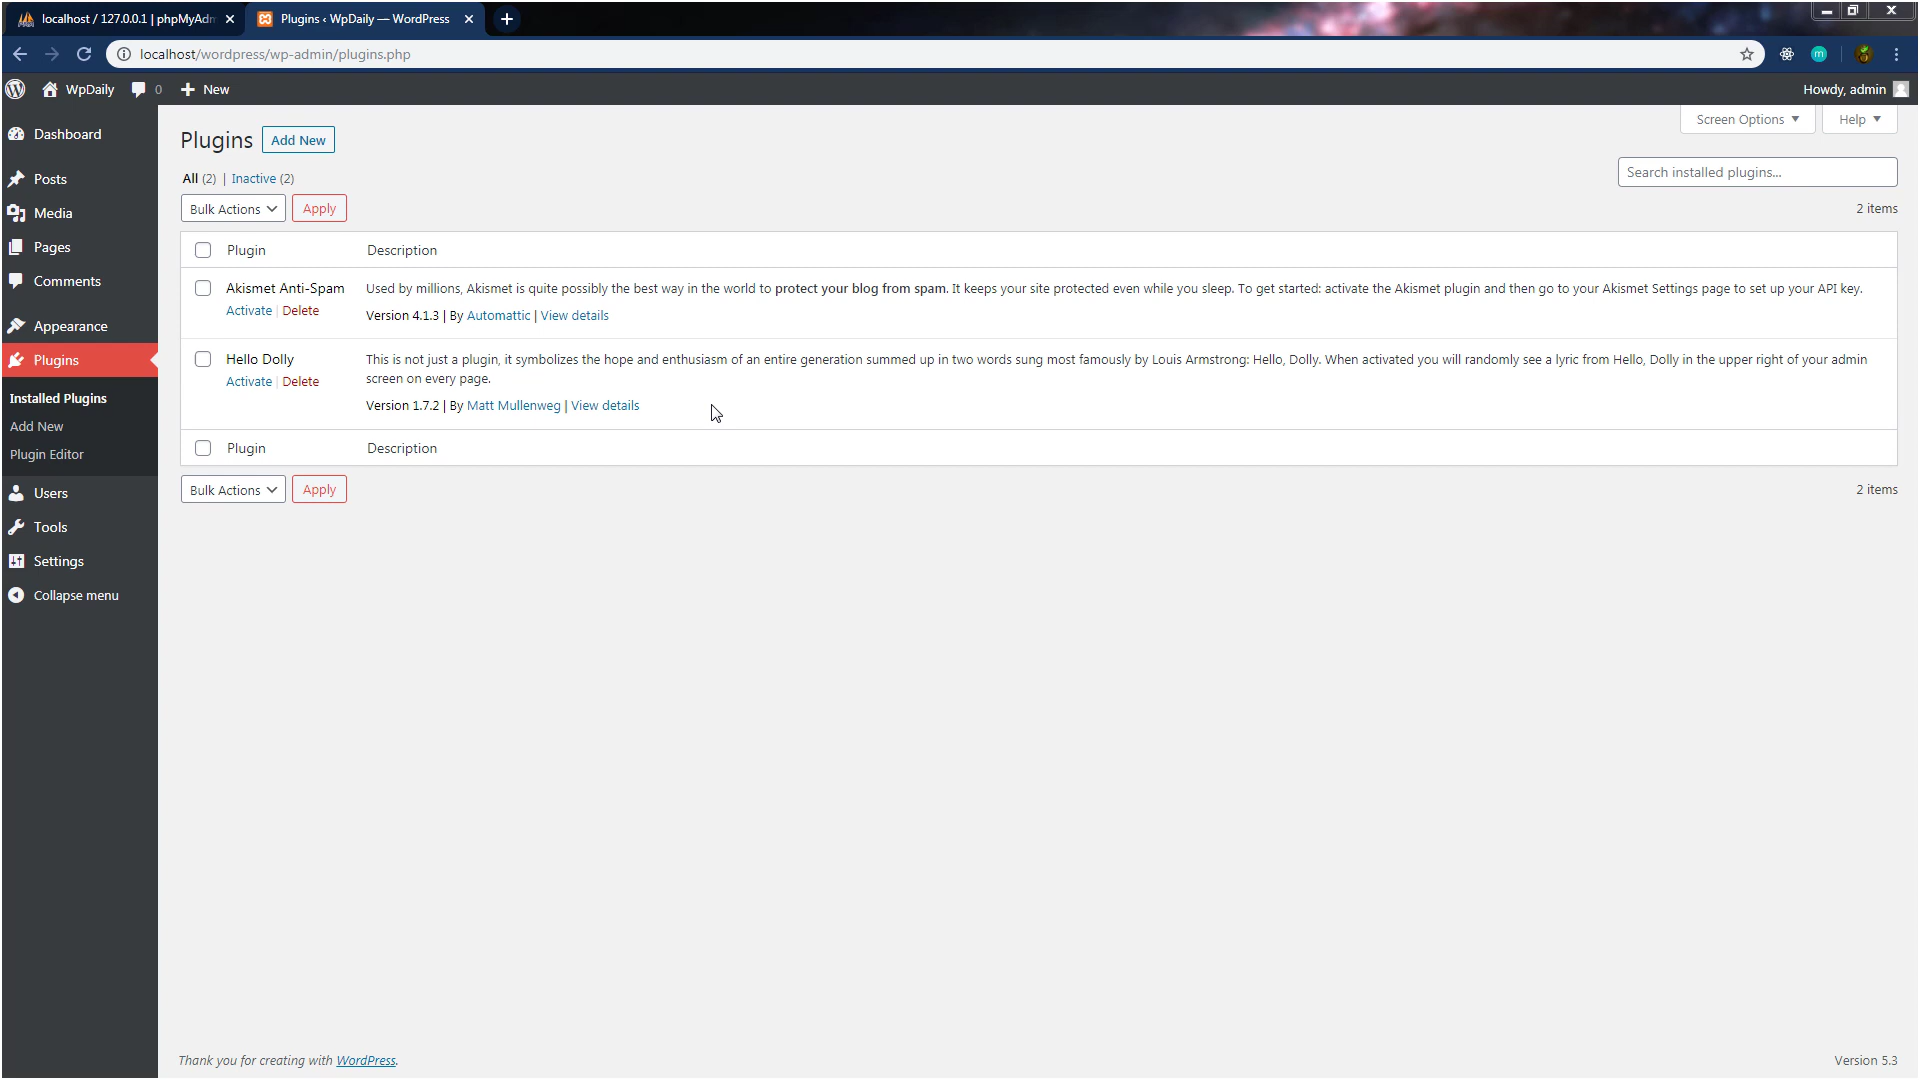 localhost / 127.0.0.1 | phpMyAdm
Plugins ‹ WpDaily — WordPress
localhost/wordpress/wp-admin/plugins.php
WpDaily
0
New
Howdy, admin
Screen Options
Help
Dashboard
Posts
Media
Pages
Comments
Appearance
Plugins
Installed Plugins
Add New
Plugin Editor
Users
Tools
Settings
Collapse menu
Plugins
Add New
All (2) | Inactive (2)
Search installed plugins...
Bulk Actions
Apply
2 items
Plugin
Description
Akismet Anti-Spam
Activate | Delete
Used by millions, Akismet is quite possibly the best way in the world to protect your blog from spam. It keeps your site protected even while you sleep. To get started: activate the Akismet plugin and then go to your Akismet Settings page to set up your API key.
Version 4.1.3 | By Automattic | View details
Hello Dolly
Activate | Delete
This is not just a plugin, it symbolizes the hope and enthusiasm of an entire generation summed up in two words sung most famously by Louis Armstrong: Hello, Dolly. When activated you will randomly see a lyric from Hello, Dolly in the upper right of your admin
screen on every page.
Version 1.7.2 | By Matt Mullenweg | View details
Plugin
Description
Bulk Actions
Apply
2 items
Thank you for creating with WordPress.
Version 5.3